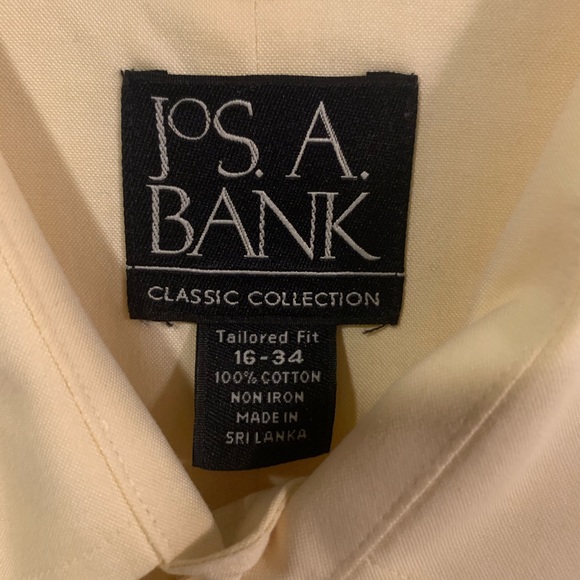 JOS. A.
BANK
CLASSIC COLLECTION
Tailored Fit
16-34
100% COTTON
NON IRON
MADE IN
SRI LANKA